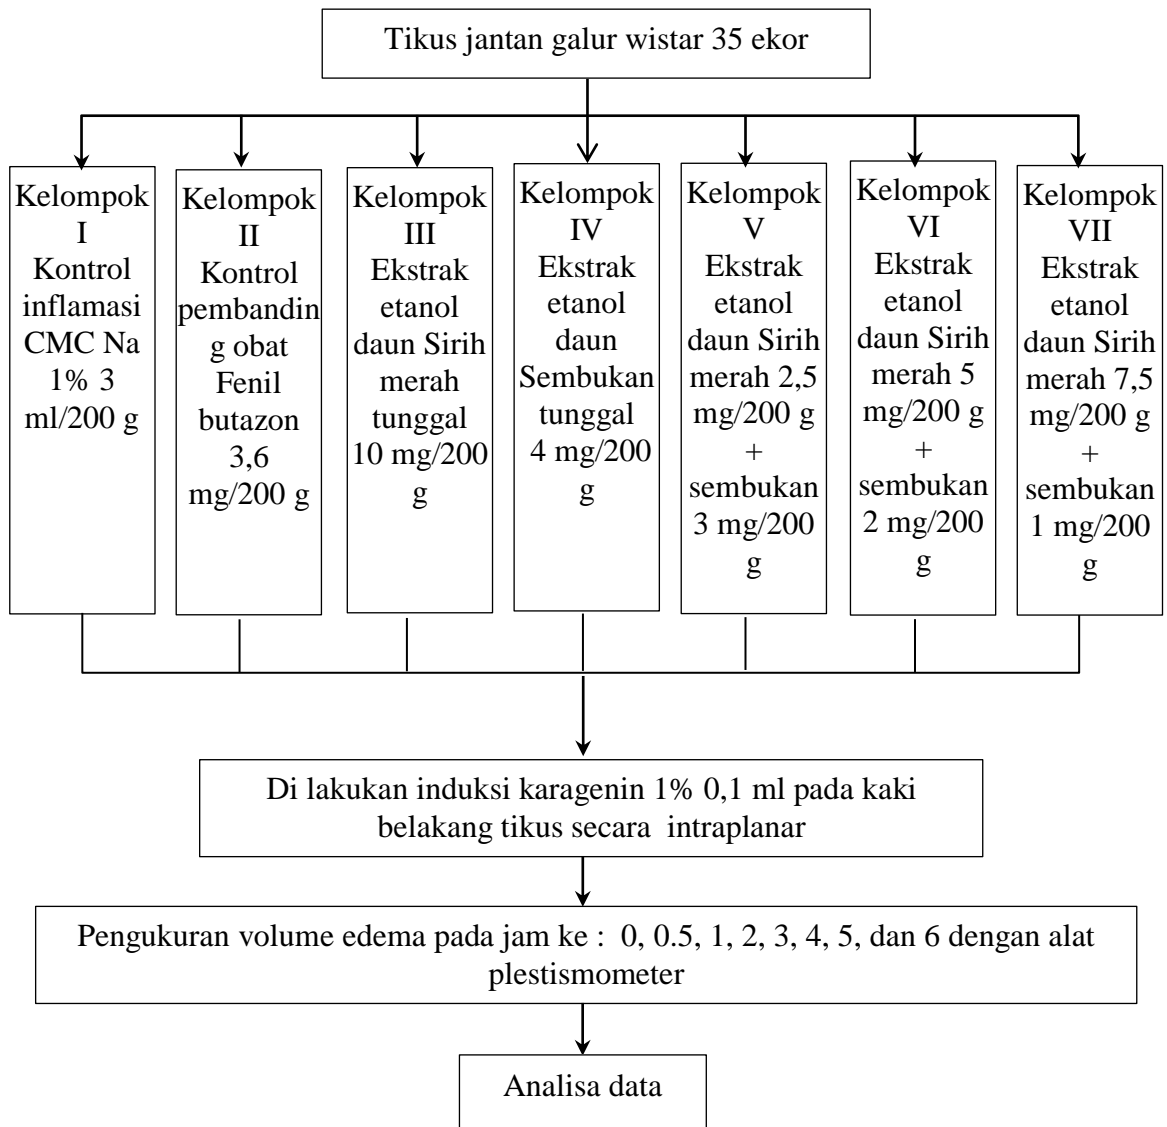 Tikus jantan galur wistar 35 ekor
Kelompok
I
Kontrol
inflamasi
CMC Na
1% 3
ml/200 g
Kelompok
II
Kontrol
pembandin
g obat
Fenil
butazon
3,6
mg/200 g
Kelompok
III
Ekstrak
etanol
daun Sirih
merah
tunggal
10 mg/200
g
Kelompok
IV
Ekstrak
etanol
daun
Sembukan
tunggal
4 mg/200
g
Kelompok
V
Ekstrak
etanol
daun Sirih
merah 2,5
mg/200 g
+
sembukan
3 mg/200
g
Kelompok
VI
Ekstrak
etanol
daun Sirih
merah 5
mg/200 g
+
sembukan
2 mg/200
g
Kelompok
VII
Ekstrak
etanol
daun Sirih
merah 7,5
mg/200 g
+
sembukan
1 mg/200
g
Di lakukan induksi karagenin 1% 0,1 ml pada kaki
belakang tikus secara intraplanar
Pengukuran volume edema pada jam ke : 0, 0.5, 1, 2, 3, 4, 5, dan 6 dengan alat
plestismometer
Analisa data